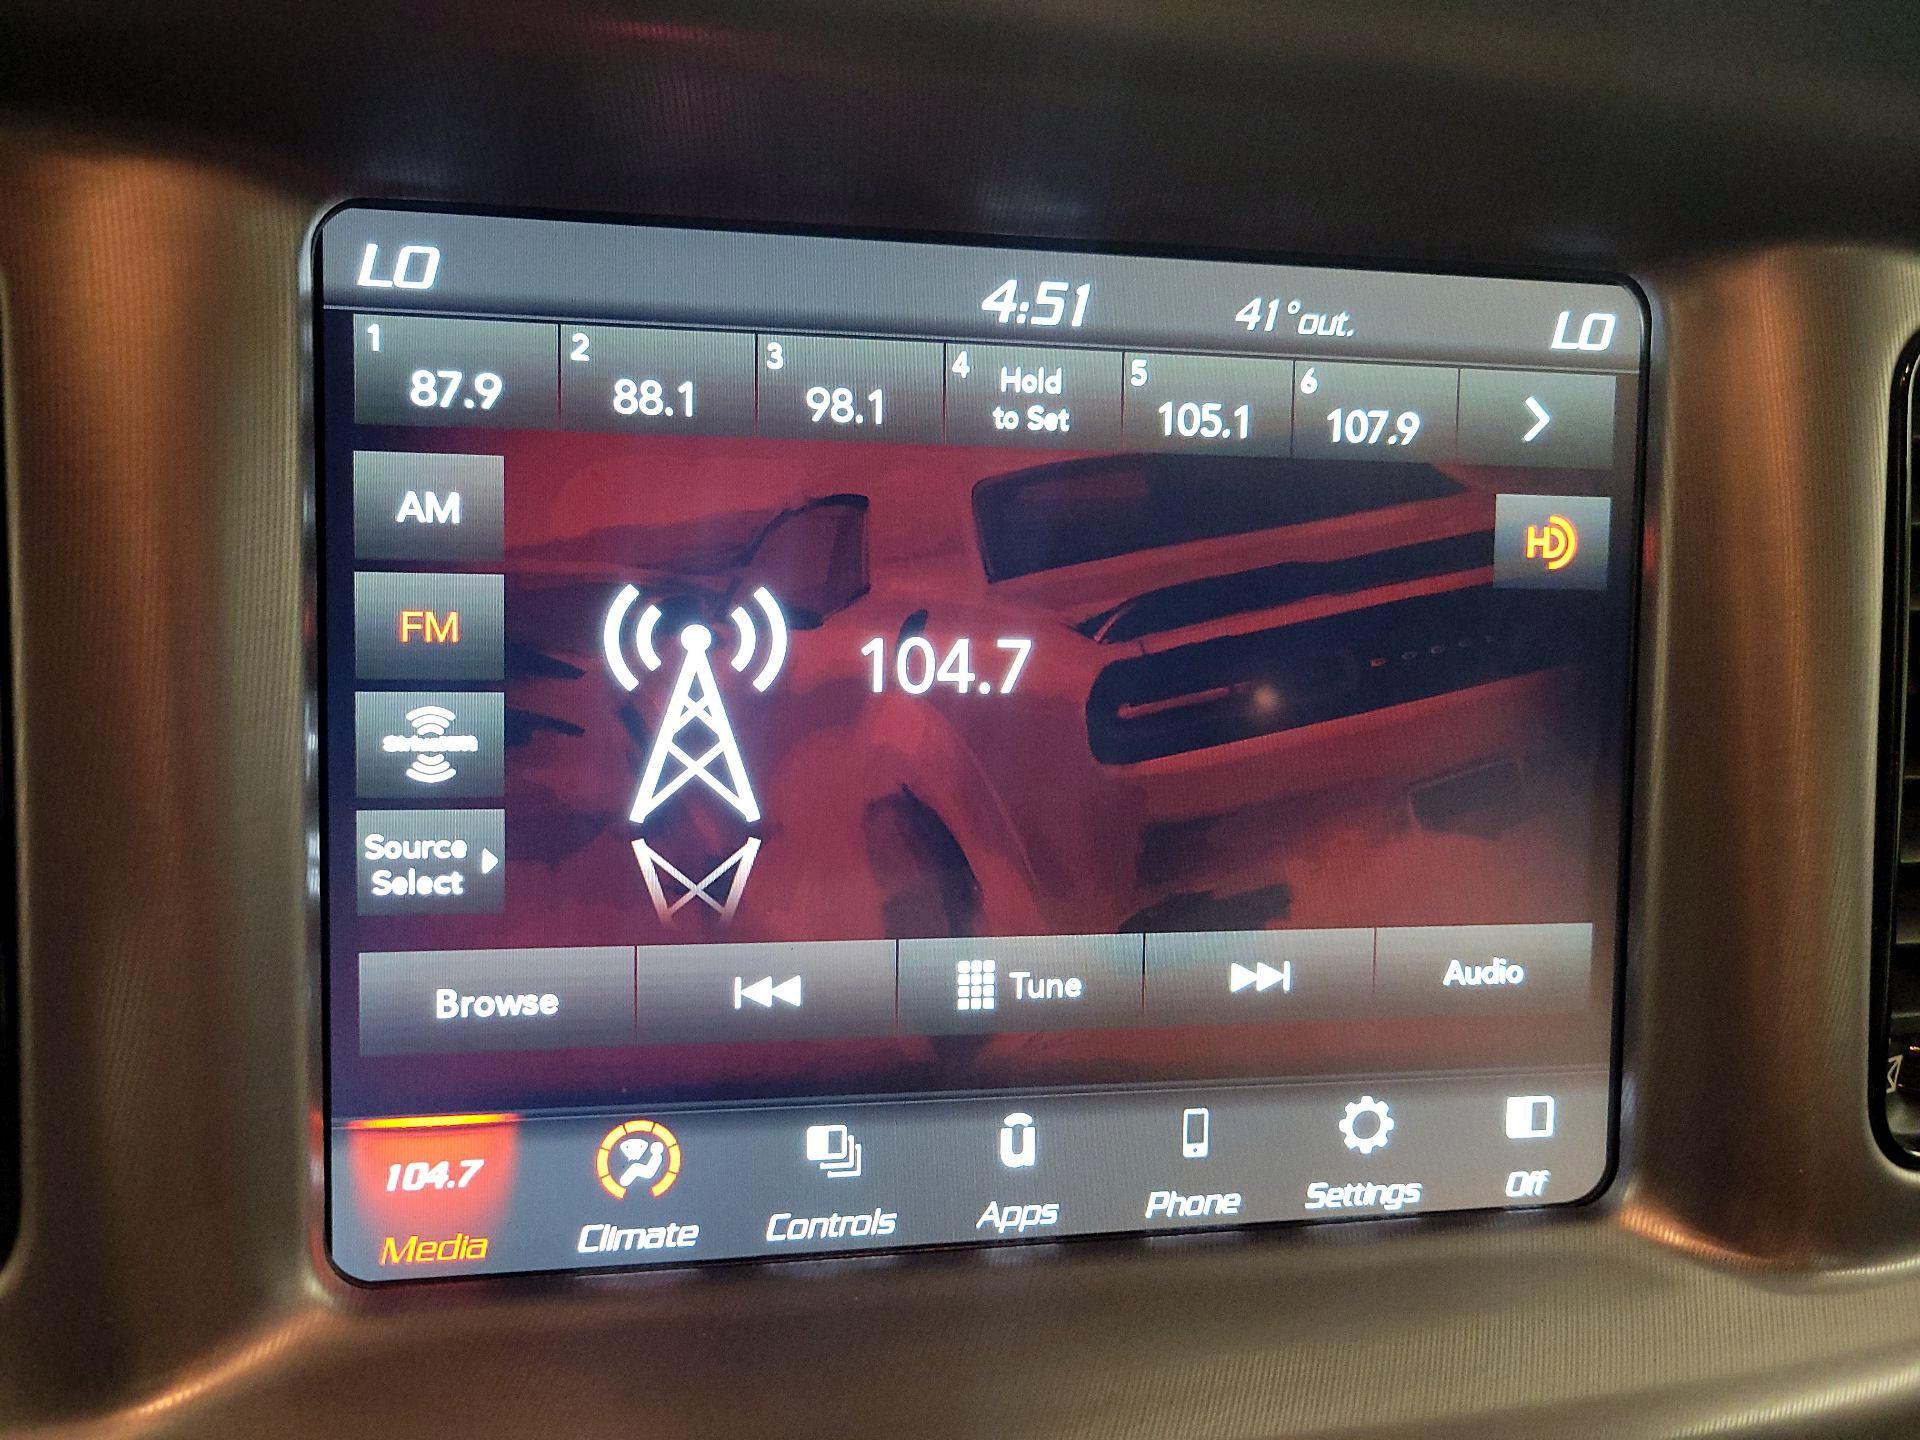 LO 4:51 41°out. LO
1 2 3 4 5 6
87.9 88.1 98.1 Hold to Set 105.1 107.9
AM
HD
FM
104.7
siriusxm
Source
Select
Browse Tune Audio
104.7
Media Climate Controls Apps Phone Settings Off